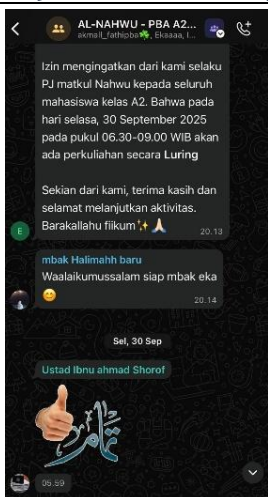 AL-NAHWU - PBA A2...
akmall_fathipba🍀, Ekaaaa, l...
Izin mengingatkan dari kami selaku
PJ matkul Nahwu kepada seluruh
mahasiswa kelas A2. Bahwa pada
hari selasa, 30 September 2025
pada pukul 06.30-09.00 WIB akan
ada perkuliahan secara Luring
Sekian dari kami, terima kasih dan
selamat melanjutkan aktivitas.
Barakallahu fiikum✨🙏
20.13
E
mbak Halimahh baru
Waalaikumussalam siap mbak eka
😊
20.14
Sel, 30 Sep
Ustad Ibnu ahmad Shorof
تمام
05.59